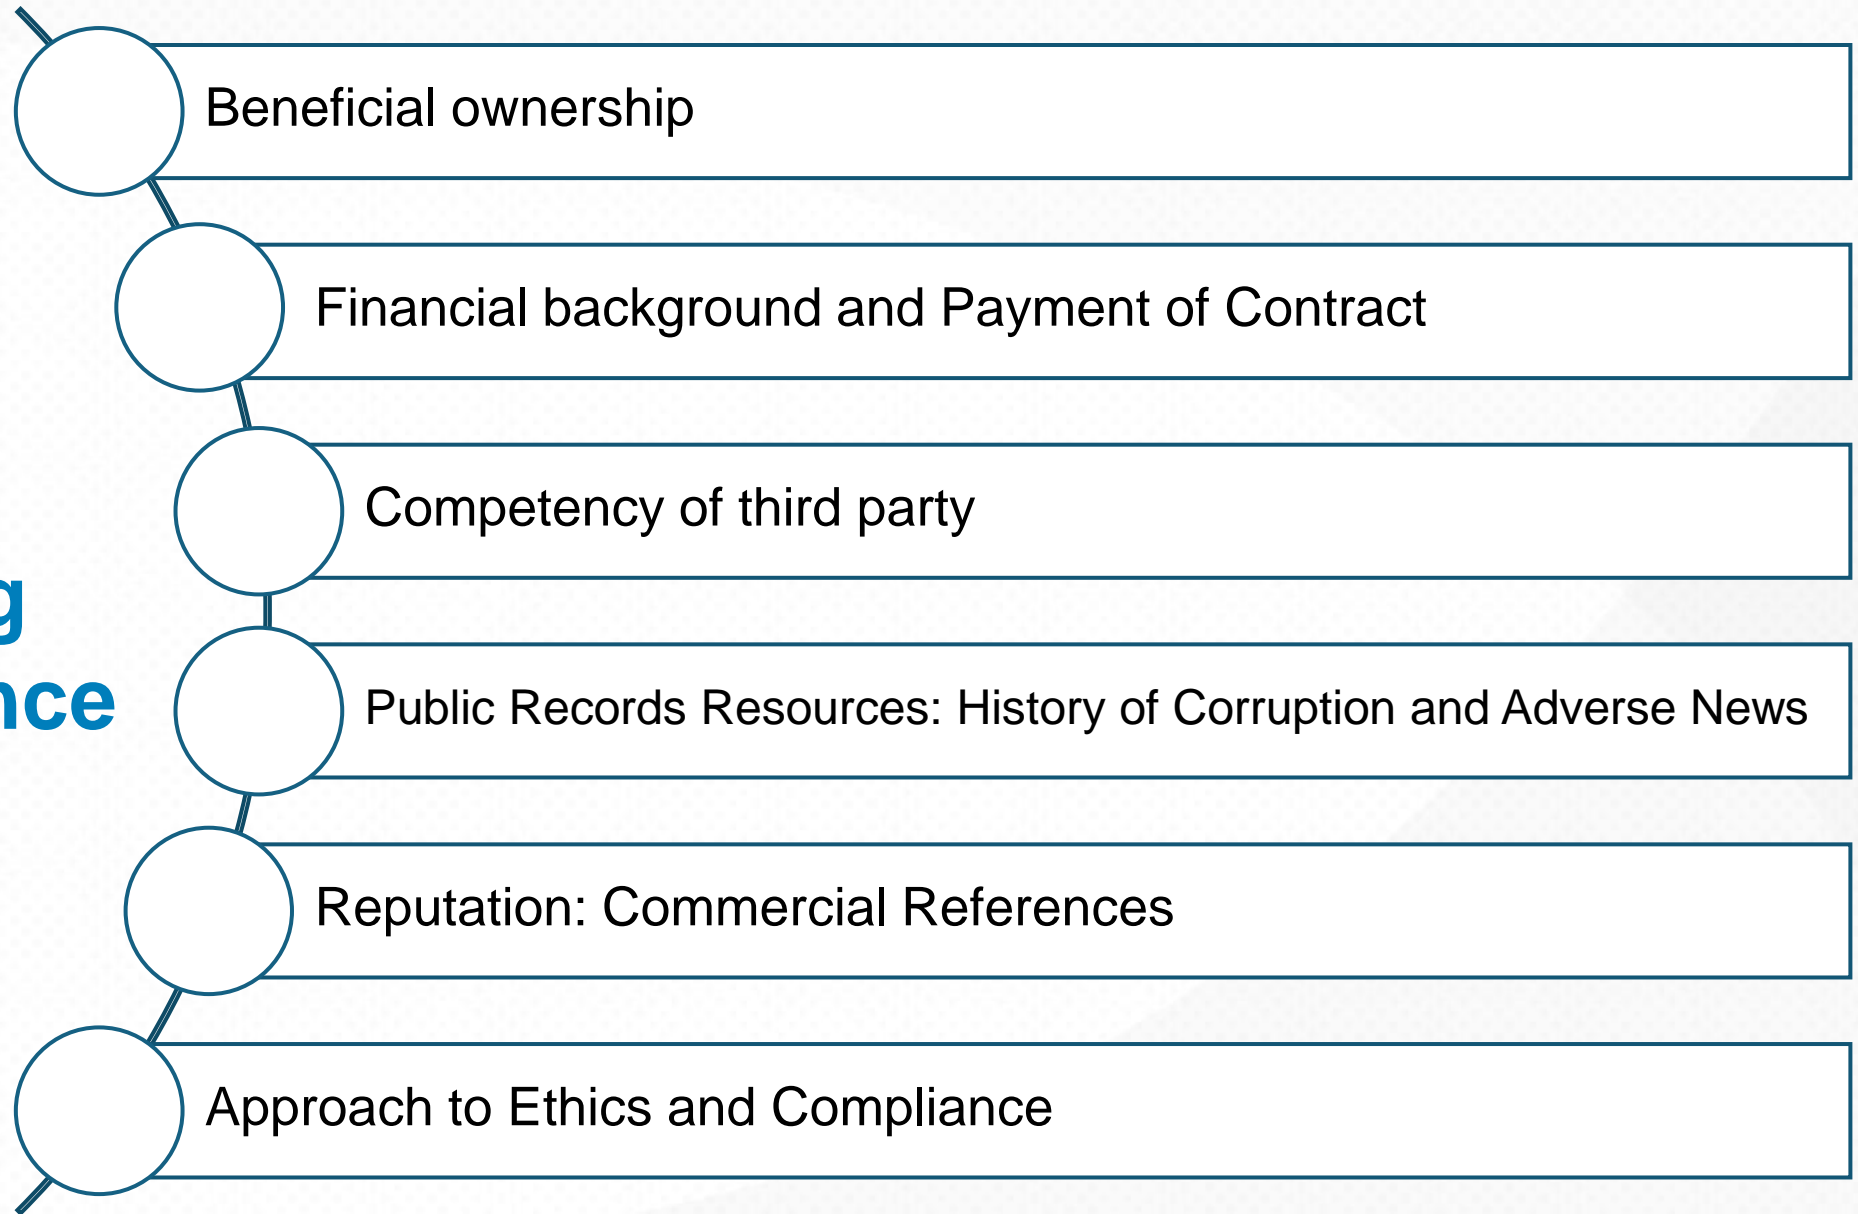 Beneficial ownership
Financial background and Payment of Contract
Competency of third party
Public Records Resources: History of Corruption and Adverse News
Reputation: Commercial References
Approach to Ethics and Compliance